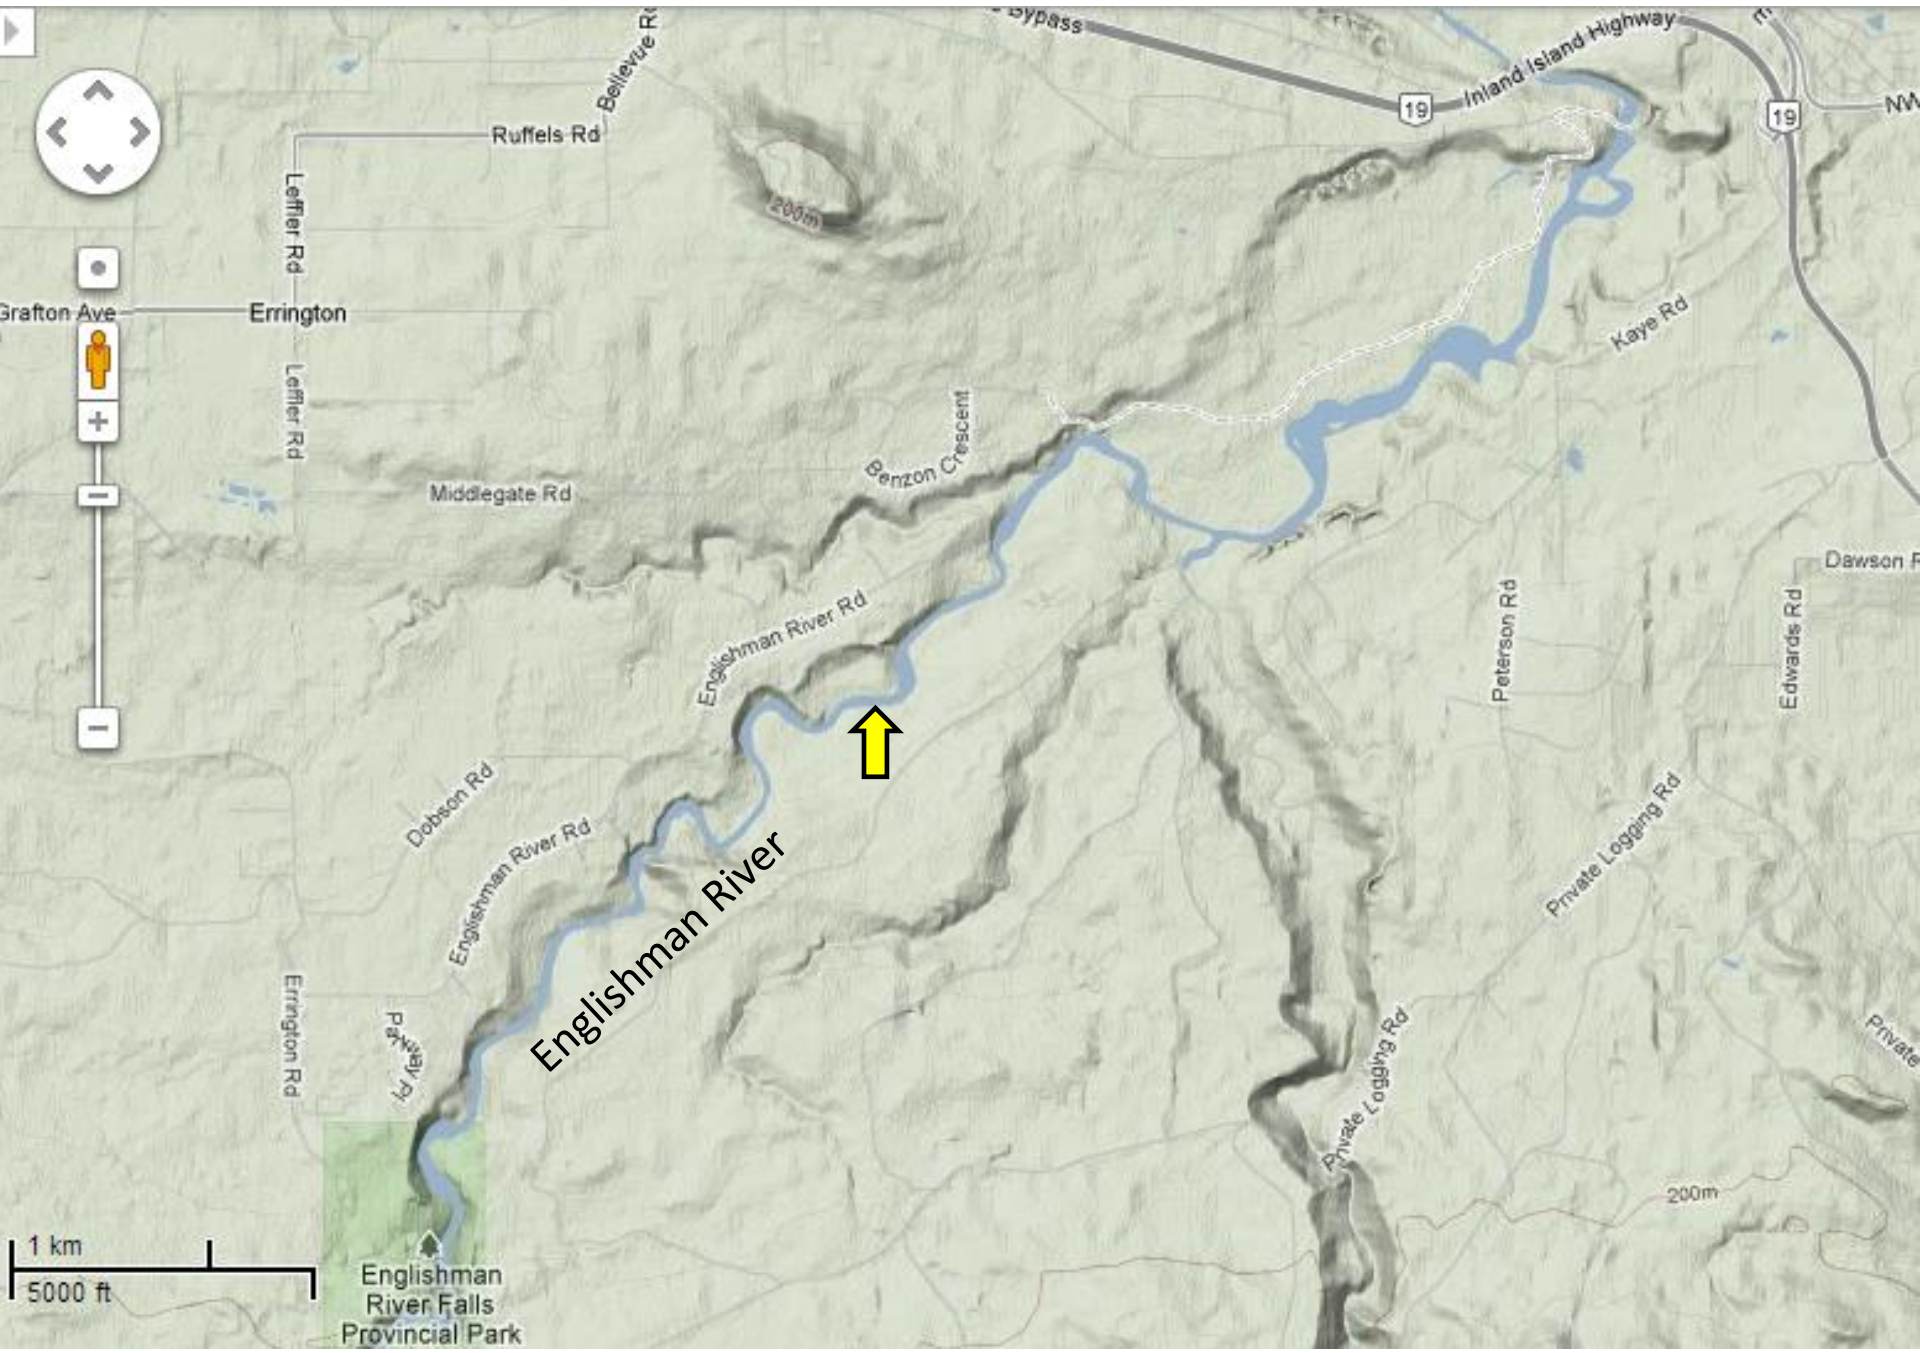 Bypass
Inland Island Highway
19
19
NW
Bellevue R
Ruffels Rd
Leffler Rd
200m
Grafton Ave
Errington
Kaye Rd
Leffler Rd
Benzon Crescent
Middlegate Rd
Dawson R
Englishman River Rd
Peterson Rd
Edwards Rd
Dobson Rd
Englishman River Rd
Private Logging Rd
Englishman River
Errington Rd
Parkway Pl
Private Logging Rd
Private
200m
1 km
5000 ft
Englishman
River Falls
Provincial Park